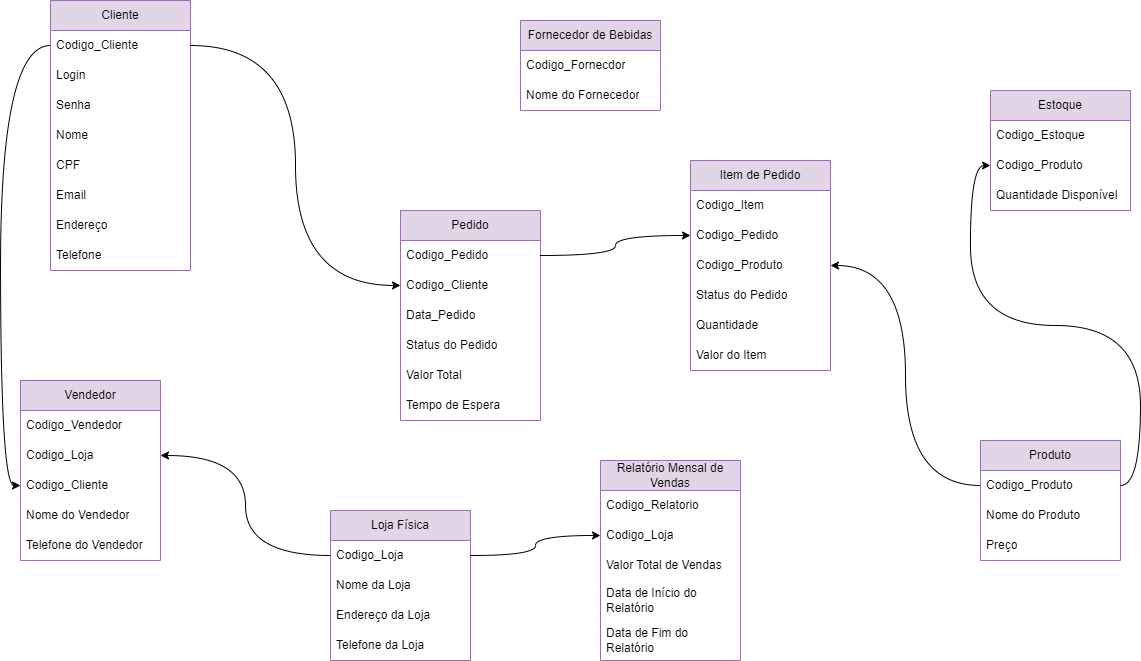 Cliente
Codigo_Cliente
Login
Senha
Nome
CPF
Email
Endereço
Telefone
Fornecedor de Bebidas
Codigo_Fornecdor
Nome do Fornecedor
Estoque
Codigo_Estoque
Codigo_Produto
Quantidade Disponível
Item de Pedido
Codigo_Item
Codigo_Pedido
Codigo_Produto
Status do Pedido
Quantidade
Valor do Item
Pedido
Codigo_Pedido
Codigo_Cliente
Data_Pedido
Status do Pedido
Valor Total
Tempo de Espera
Vendedor
Codigo_Vendedor
Codigo_Loja
Codigo_Cliente
Nome do Vendedor
Telefone do Vendedor
Loja Física
Codigo_Loja
Nome da Loja
Endereço da Loja
Telefone da Loja
Relatório Mensal de
Vendas
Codigo_Relatorio
Codigo_Loja
Valor Total de Vendas
Data de Início do
Relatório
Data de Fim do
Relatório
Produto
Codigo_Produto
Nome do Produto
Preço